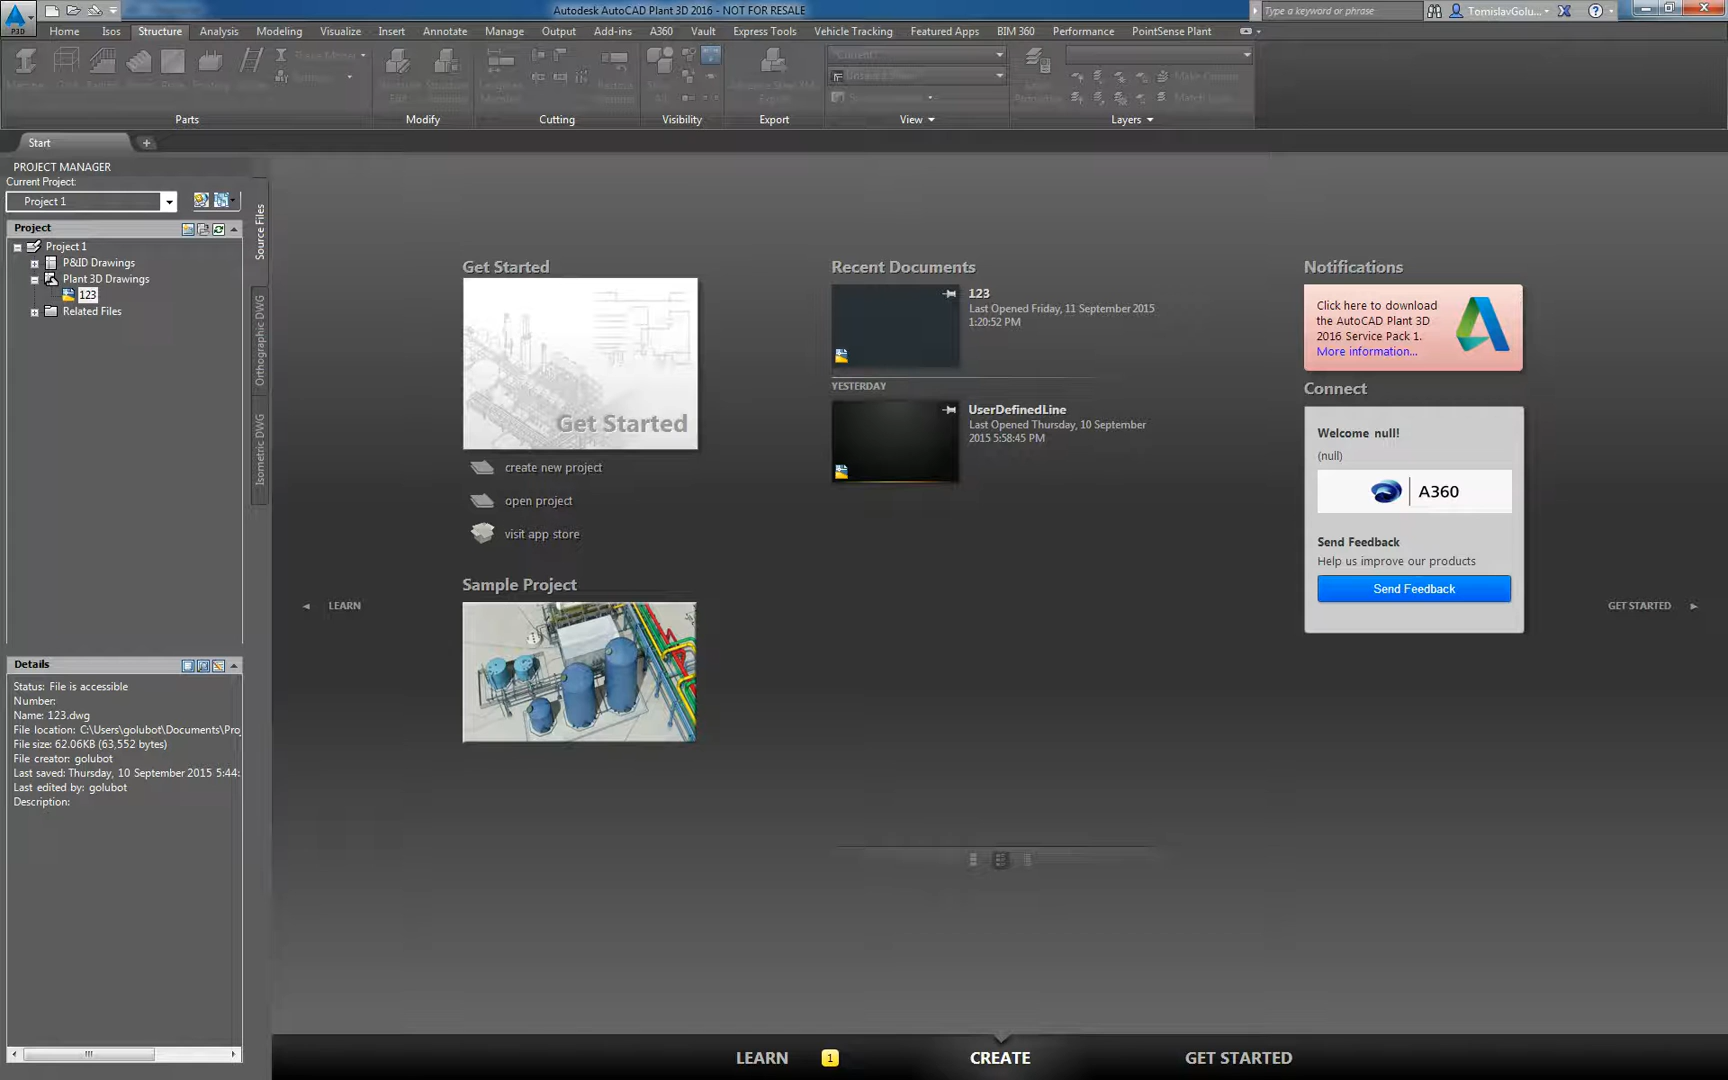 Autodesk AutoCAD Plant 3D 2016 - NOT FOR RESALE
Type a keyword or phrase
TomislavGolu...
P3D
Home
Isos
Structure
Analysis
Modeling
Visualize
Insert
Annotate
Manage
Output
Add-ins
A360
Vault
Express Tools
Vehicle Tracking
Featured Apps
BIM 360
Performance
PointSense Plant
Parts
Modify
Cutting
Visibility
Export
View
Layers
Start
PROJECT MANAGER
Current Project:
Project 1
Project
Project 1
P&ID Drawings
Plant 3D Drawings
123
Related Files
Source Files
Orthographic DWG
Isometric DWG
Details
Status: File is accessible
Number:
Name: 123.dwg
File location: C:\Users\golubot\Documents\Pro
File size: 62.06KB (63,552 bytes)
File creator: golubot
Last saved: Thursday, 10 September 2015 5:44:
Last edited by: golubot
Description:
LEARN
Get Started
Get Started
create new project
open project
visit app store
Sample Project
Recent Documents
123
Last Opened Friday, 11 September 2015
1:20:52 PM
YESTERDAY
UserDefinedLine
Last Opened Thursday, 10 September
2015 5:58:45 PM
Notifications
Click here to download
the AutoCAD Plant 3D
2016 Service Pack 1.
More information...
Connect
Welcome null!
(null)
A360
Send Feedback
Help us improve our products
Send Feedback
GET STARTED
LEARN
1
CREATE
GET STARTED